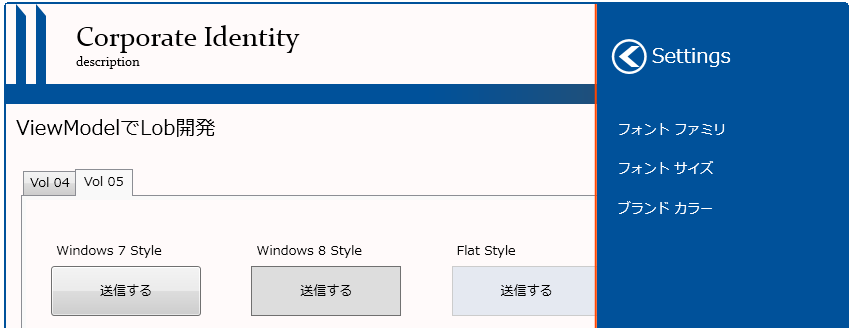 Corporate Identity
description
ViewModelでLob開発
Vol 04
Vol 05
Windows 7 Style
Windows 8 Style
Flat Style
送信する
送信する
送信する
Settings
フォント ファミリ
フォント サイズ
ブランド カラー